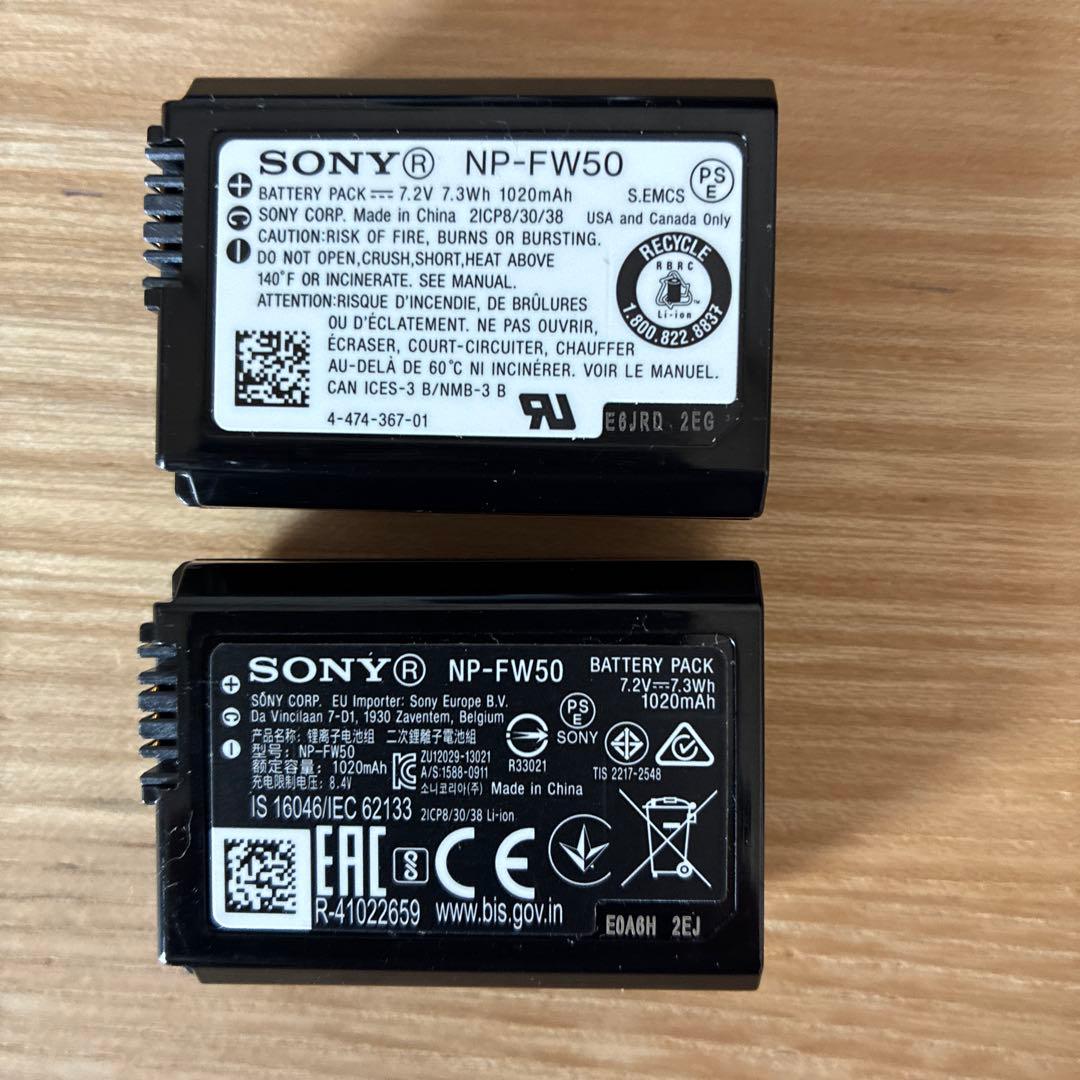 SONY® NP-FW50
BATTERY PACK ⎓ 7.2V 7.3Wh 1020mAh
S.EMCS
PS
E
SONY CORP. Made in China 2ICP8/30/38
USA and Canada Only
CAUTION:RISK OF FIRE, BURNS OR BURSTING.
DO NOT OPEN,CRUSH,SHORT,HEAT ABOVE
140°F OR INCINERATE. SEE MANUAL.
ATTENTION:RISQUE D'INCENDIE, DE BRÛLURES
OU D'ÉCLATEMENT. NE PAS OUVRIR,
ÉCRASER, COURT-CIRCUITER, CHAUFFER
AU-DELÀ DE 60°C NI INCINÉRER. VOIR LE MANUEL.
CAN ICES-3 B/NMB-3 B
4-474-367-01
RECYCLE
RBRC
Li-ion
1.800.822.8837
E6JRD 2EG
SONY® NP-FW50
BATTERY PACK
7.2V⎓7.3Wh
1020mAh
SONY CORP. EU Importer: Sony Europe B.V.
Da Vincilaan 7-D1, 1930 Zaventem, Belgium
产品名称: 锂离子电池组 二次鋰離子電池組
型号: NP-FW50
额定容量: 1020mAh
充电限制电压: 8.4V
ZU12029-13021
A/S:1588-0911
소니코리아(주) Made in China
R33021
PS
E
SONY
TIS 2217-2548
IS 16046/IEC 62133 2ICP8/30/38 Li-ion
EAC
CE
R-41022659 www.bis.gov.in
E0A6H 2EJ